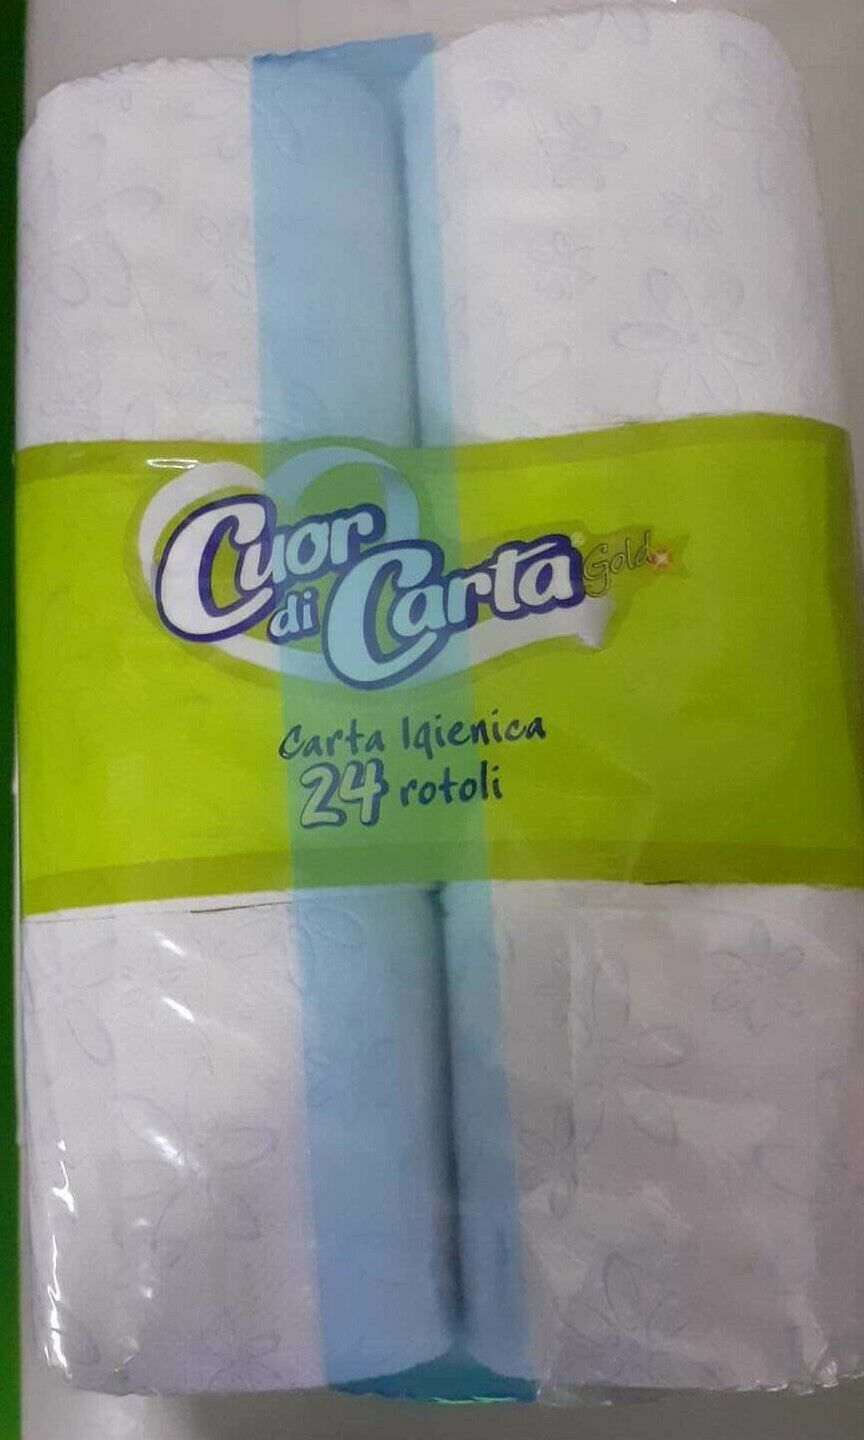 Cuor
di Carta Gold
Carta Igienica
24 rotoli